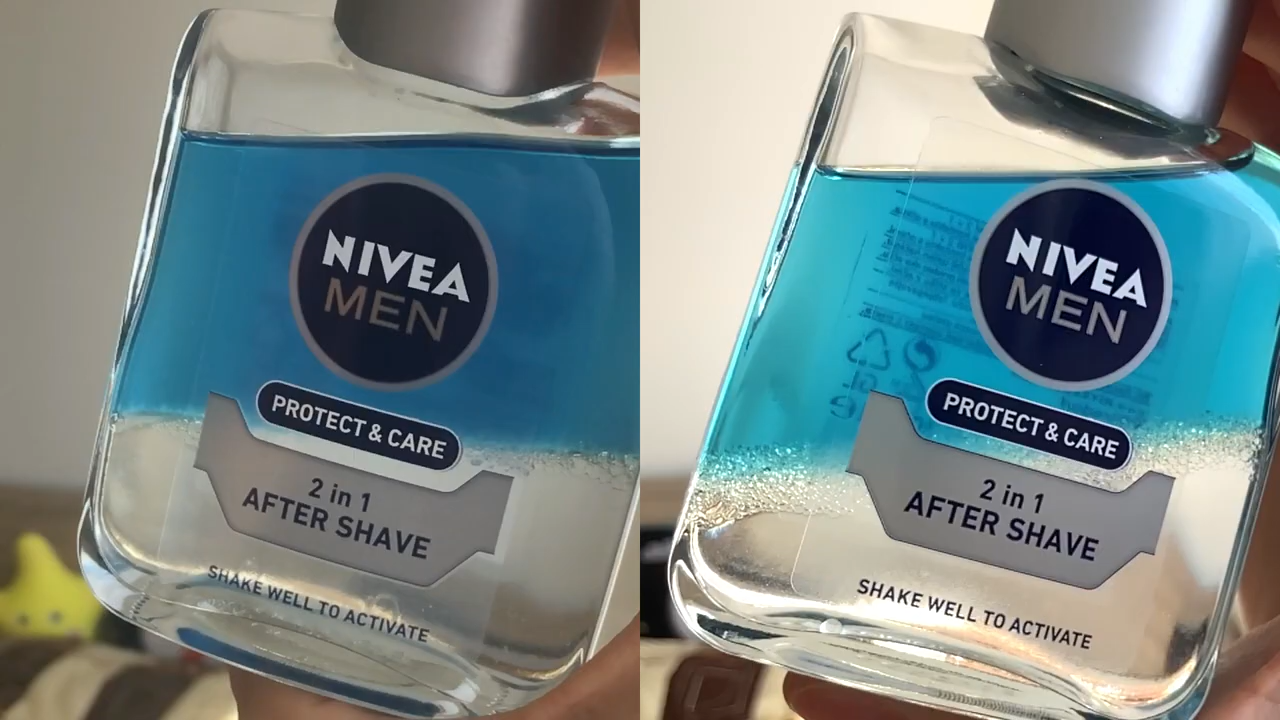 NIVEA
MEN
PROTECT & CARE
2 in 1
AFTER SHAVE
SHAKE WELL TO ACTIVATE
NIVEA
MEN
PROTECT & CARE
2 in 1
AFTER SHAVE
SHAKE WELL TO ACTIVATE